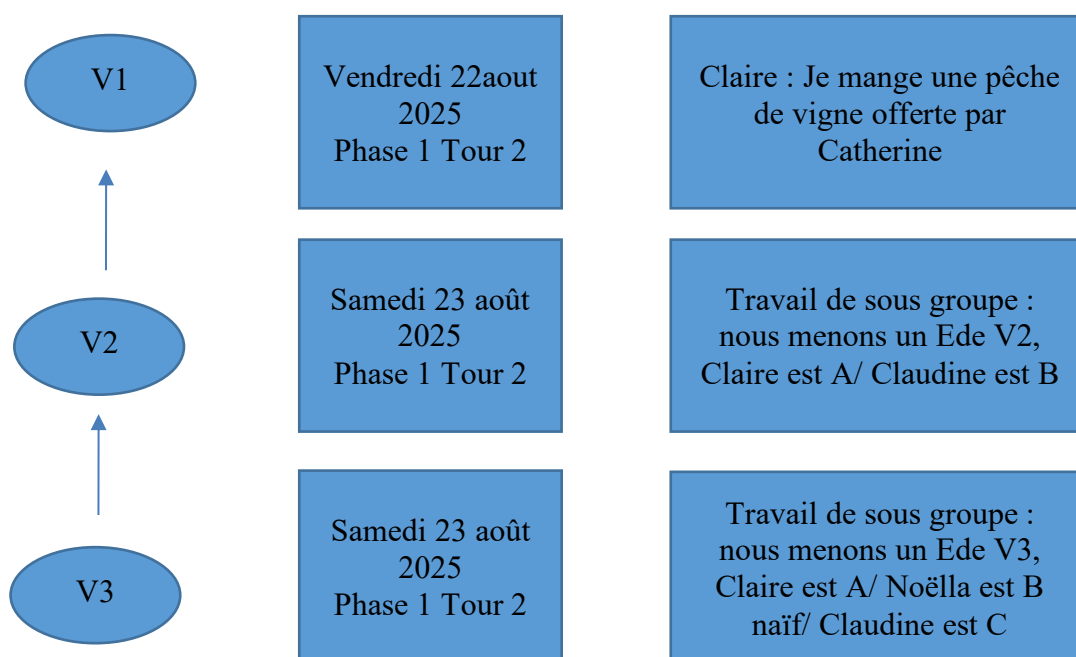 V1
Vendredi 22aout
2025
Phase 1 Tour 2
Claire : Je mange une pêche
de vigne offerte par
Catherine
V2
Samedi 23 août
2025
Phase 1 Tour 2
Travail de sous groupe :
nous menons un Ede V2,
Claire est A/ Claudine est B
V3
Samedi 23 août
2025
Phase 1 Tour 2
Travail de sous groupe :
nous menons un Ede V3,
Claire est A/ Noëlla est B
naïf/ Claudine est C